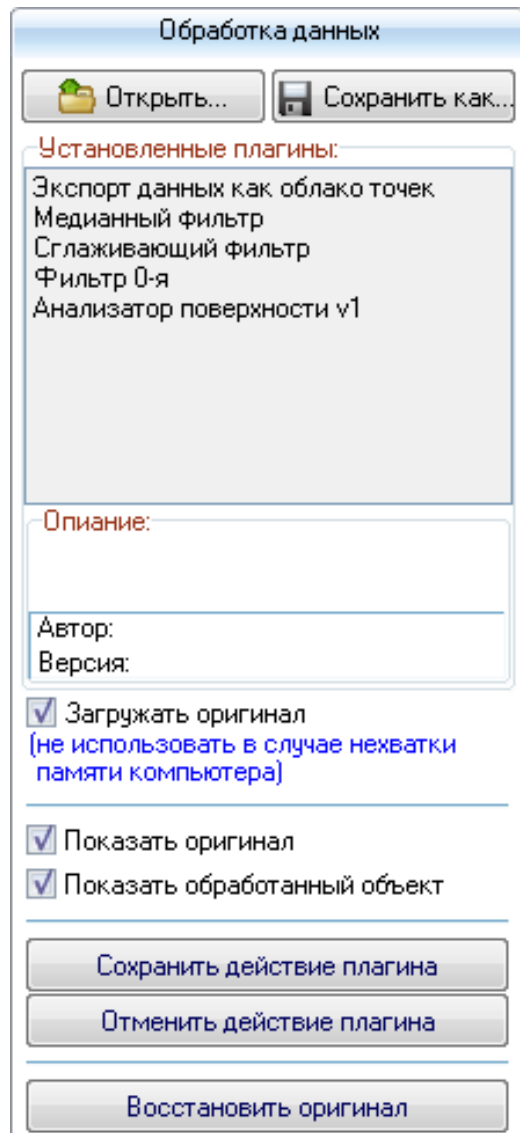 Обработка данных
Открыть...
Сохранить как...
Установленные плагины:
Экспорт данных как облако точек
Медианный фильтр
Сглаживающий фильтр
Фильтр 0-я
Анализатор поверхности v1
Опиание:
Автор:
Версия:
Загружать оригинал
(не использовать в случае нехватки
памяти компьютера)
Показать оригинал
Показать обработанный объект
Сохранить действие плагина
Отменить действие плагина
Восстановить оригинал